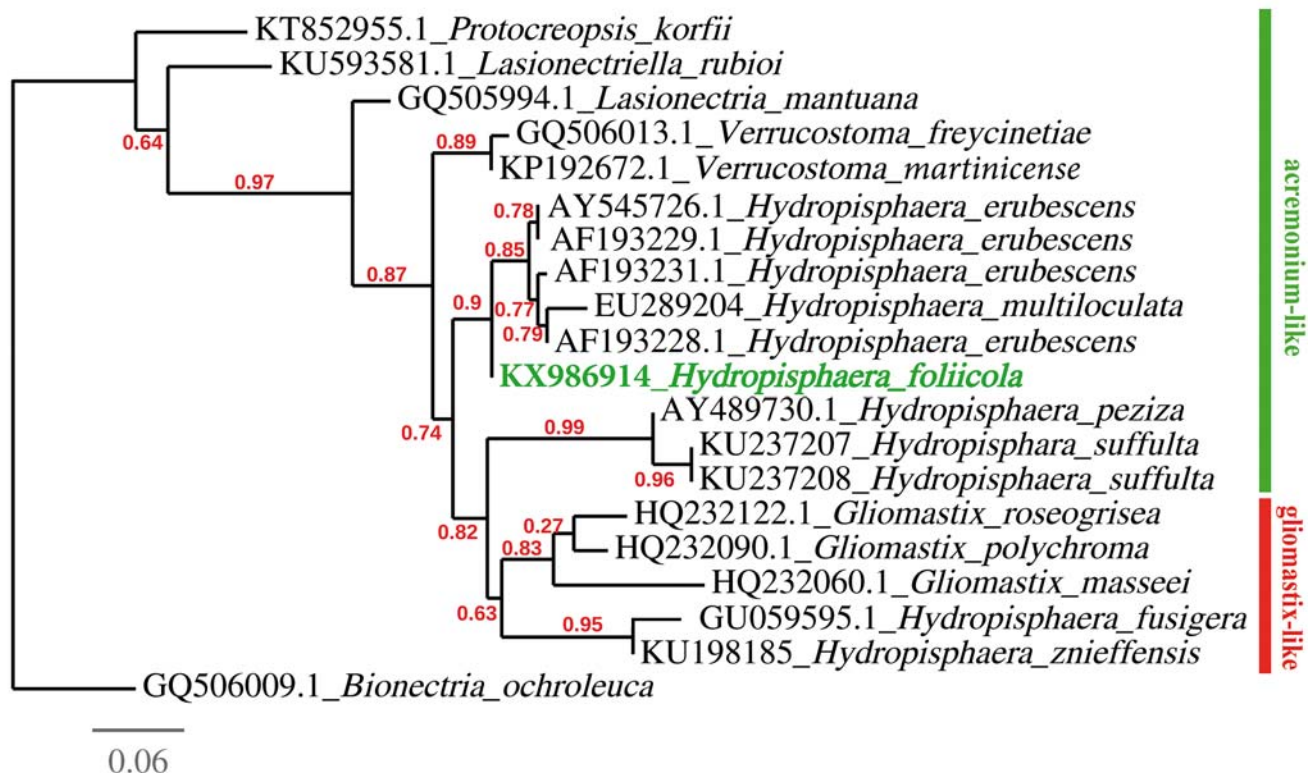 KT852955.1_Protocreopsis_korfii
KU593581.1_Lasionectriella_rubioi
0.64
GQ505994.1_Lasionectria_mantuana
0.97
0.89
GQ506013.1_Verrucostoma_freycinetiae
KP192672.1_Verrucostoma_martinicense
0.87
0.78
AY545726.1_Hydropisphaera_erubescens
AF193229.1_Hydropisphaera_erubescens
0.85
AF193231.1_Hydropisphaera_erubescens
0.9
0.77
EU289204_Hydropisphaera_multiloculata
0.79
AF193228.1_Hydropisphaera_erubescens
KX986914_Hydropisphaera_foliicola
0.74
AY489730.1_Hydropisphaera_peziza
0.99
KU237207_Hydropisphara_suffulta
0.96
KU237208_Hydropisphaera_suffulta
0.82
HQ232122.1_Gliomastix_roseogrisea
0.27
0.83
HQ232090.1_Gliomastix_polychroma
HQ232060.1_Gliomastix_masseei
0.63
GU059595.1_Hydropisphaera_fusigera
0.95
KU198185_Hydropisphaera_znieffensis
GQ506009.1_Bionectria_ochroleuca
0.06
acremonium-like
gliomastix-like